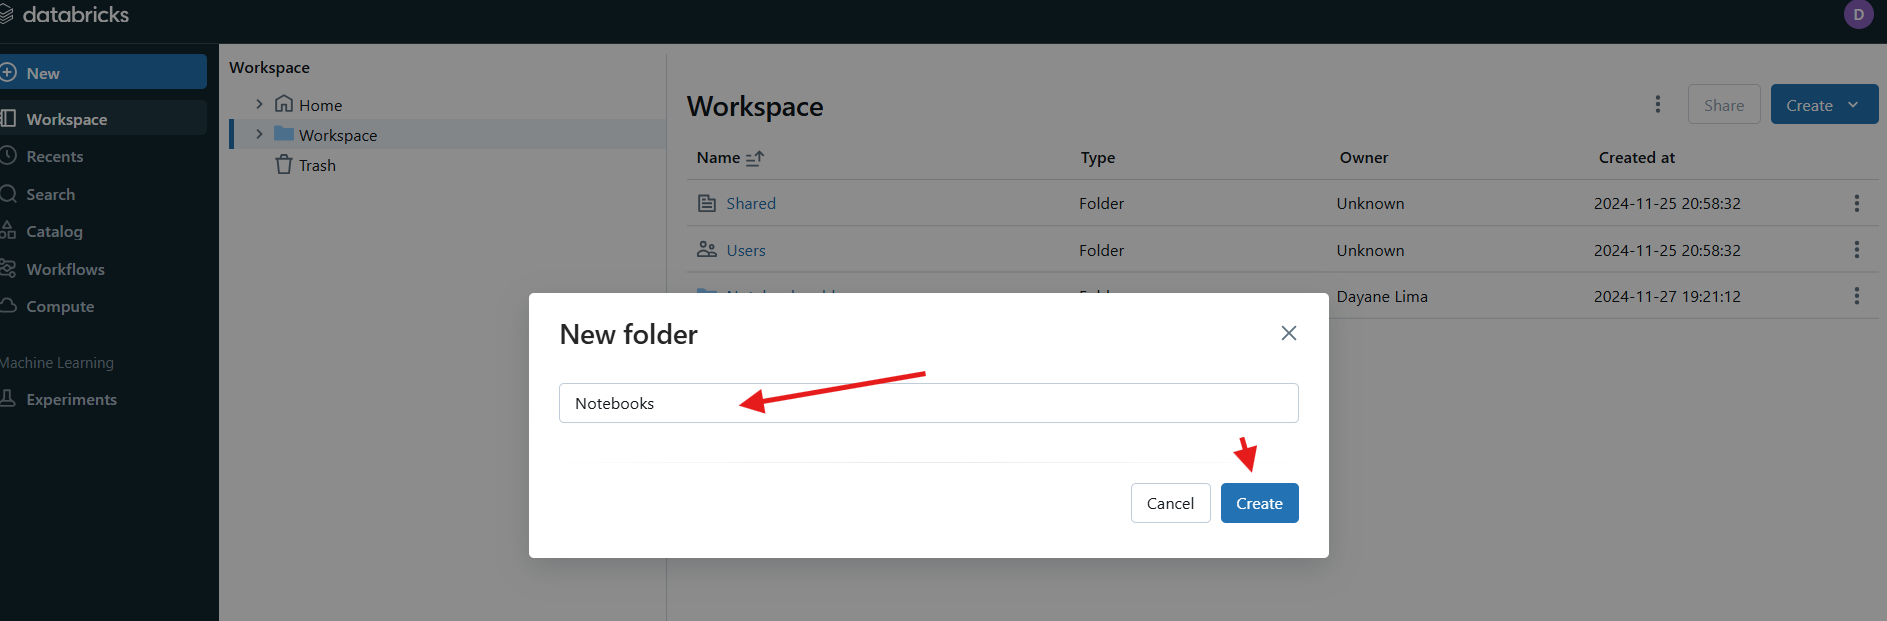 databricks
D
New
Workspace
Recents
Search
Catalog
Workflows
Compute
Machine Learning
Experiments
Workspace
Home
Workspace
Trash
Workspace
Share
Create
Name Type Owner Created at
Shared Folder Unknown 2024-11-25 20:58:32
Users Folder Unknown 2024-11-25 20:58:32
Dayane Lima 2024-11-27 19:21:12
New folder
Notebooks
Cancel
Create